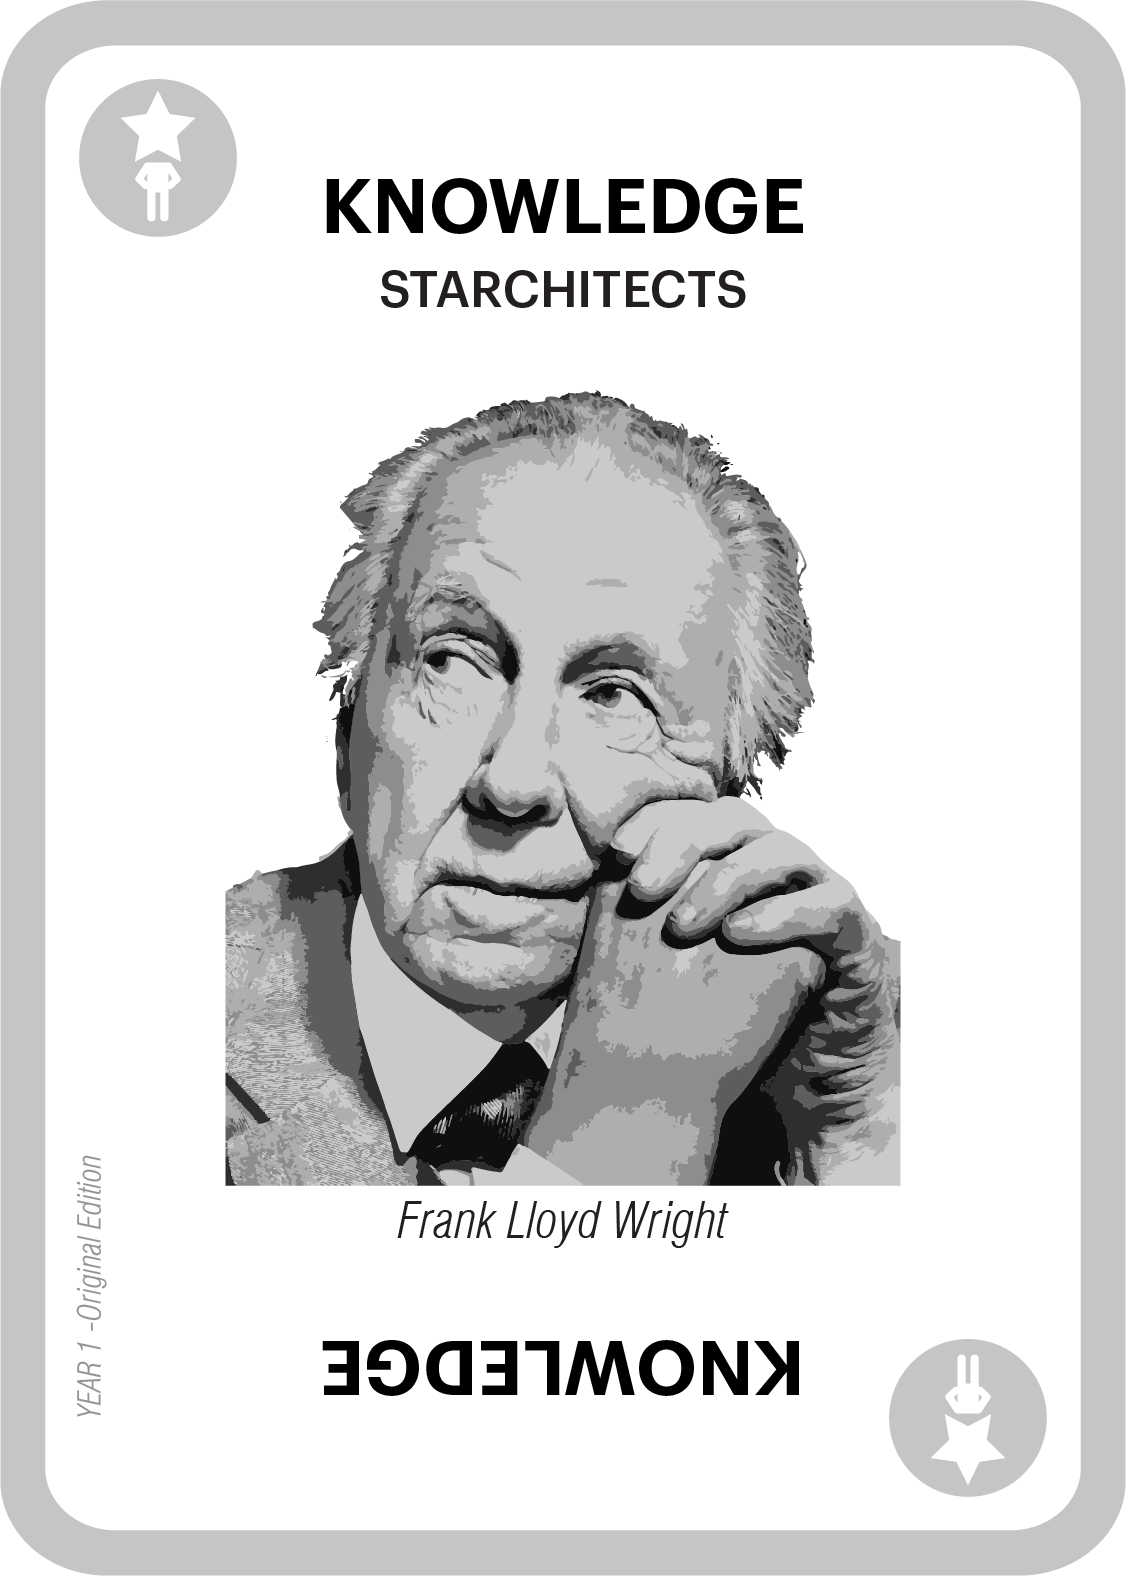 KNOWLEDGE
STARCHITECTS
Frank Lloyd Wright
YEAR 1 -Original Edition
KNOWLEDGE